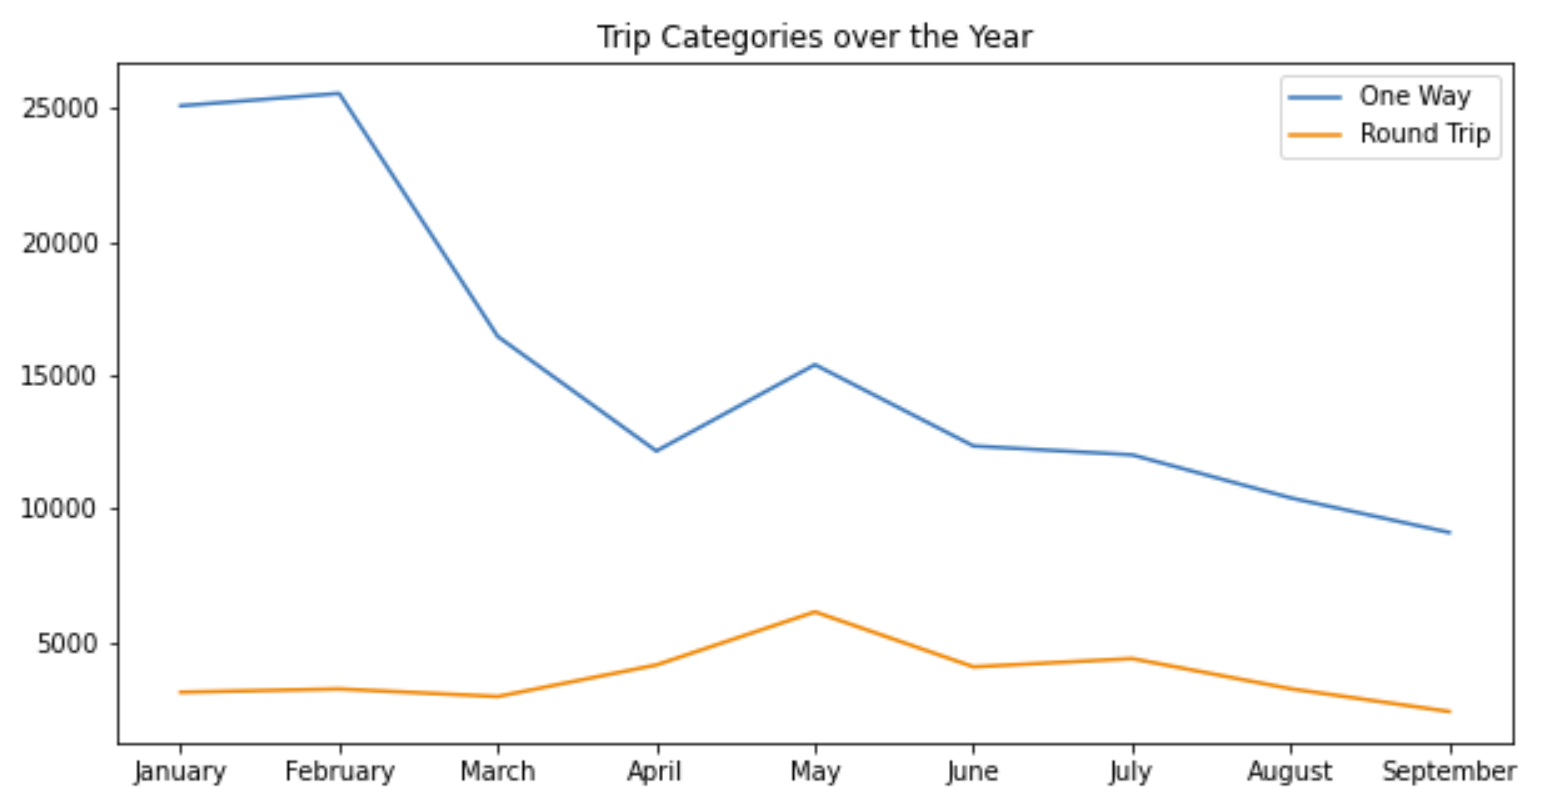 Trip Categories over the Year
One Way
Round Trip
25000
20000
15000
10000
5000
January February March April May June July August September